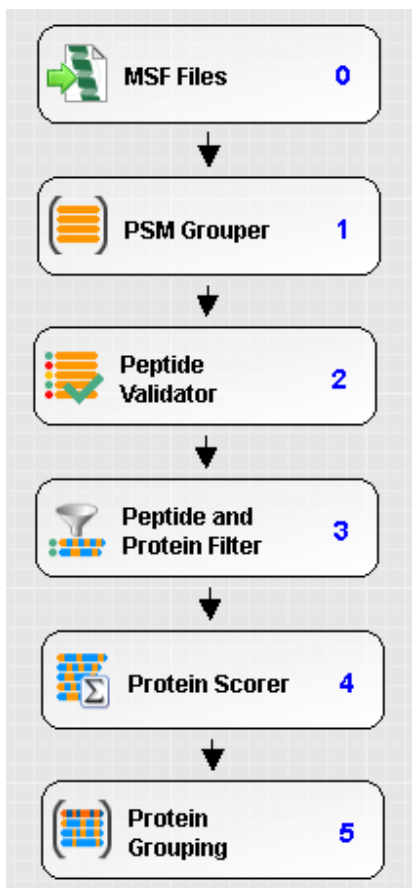 MSF Files 0
PSM Grouper 1
Peptide
Validator 2
Peptide and
Protein Filter 3
Protein Scorer 4
Protein
Grouping 5